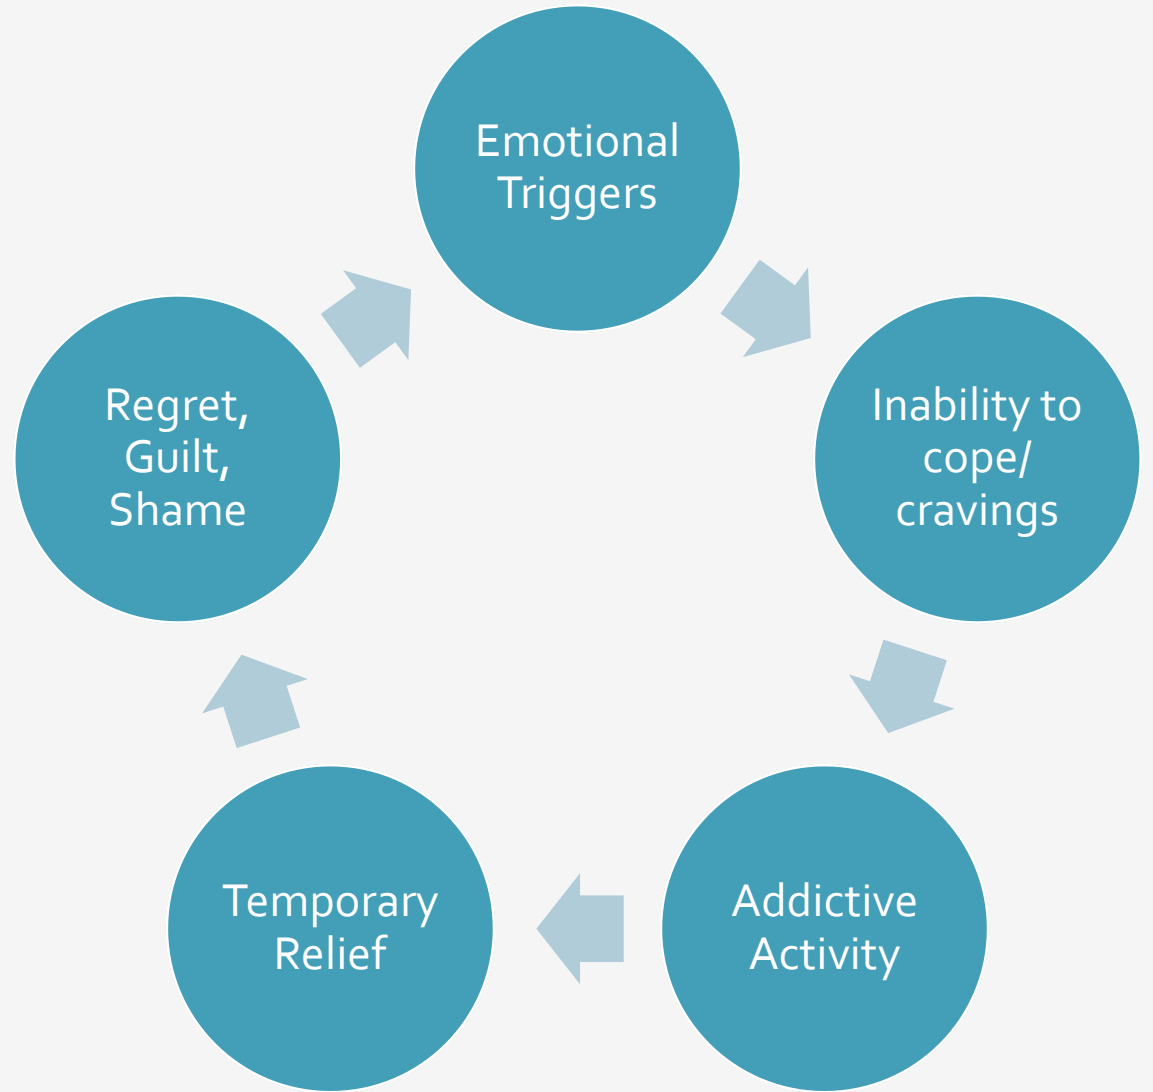 Emotional
Triggers
Inability to
cope/
cravings
Addictive
Activity
Temporary
Relief
Regret,
Guilt,
Shame